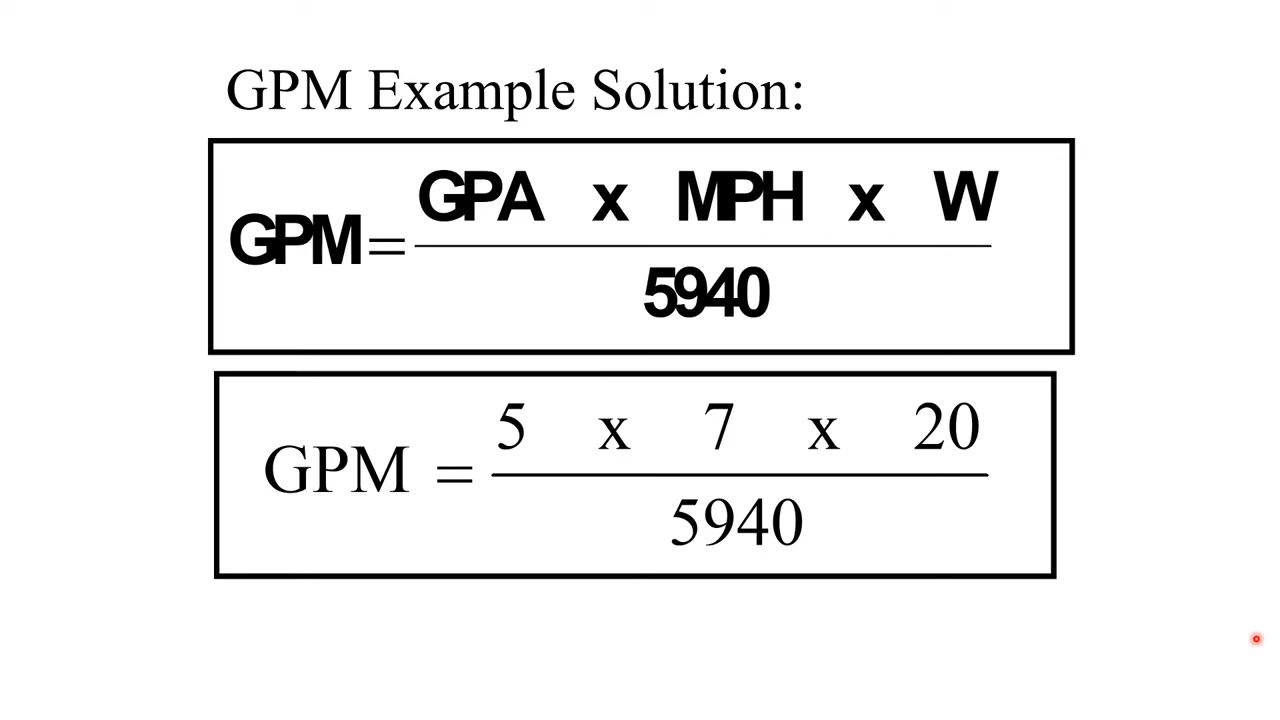 GPM Example Solution:
GPM = GPA x MPH x W
5940
GPM = 5 x 7 x 20
5940